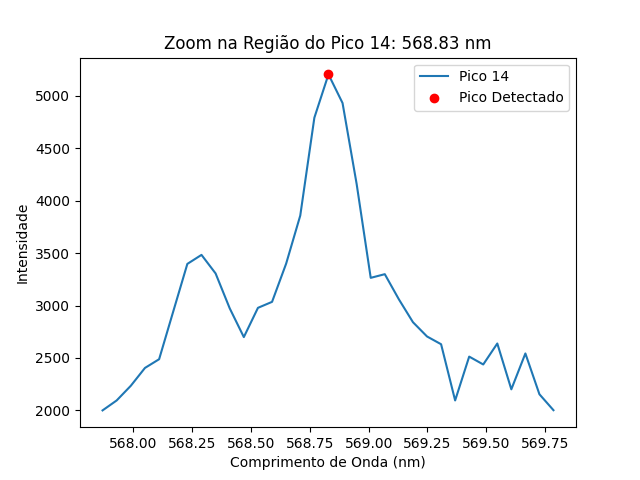 Zoom na Região do Pico 14: 568.83 nm
Pico 14
Pico Detectado
Intensidade
5000
4500
4000
3500
3000
2500
2000
568.00 568.25 568.50 568.75 569.00 569.25 569.50 569.75
Comprimento de Onda (nm)